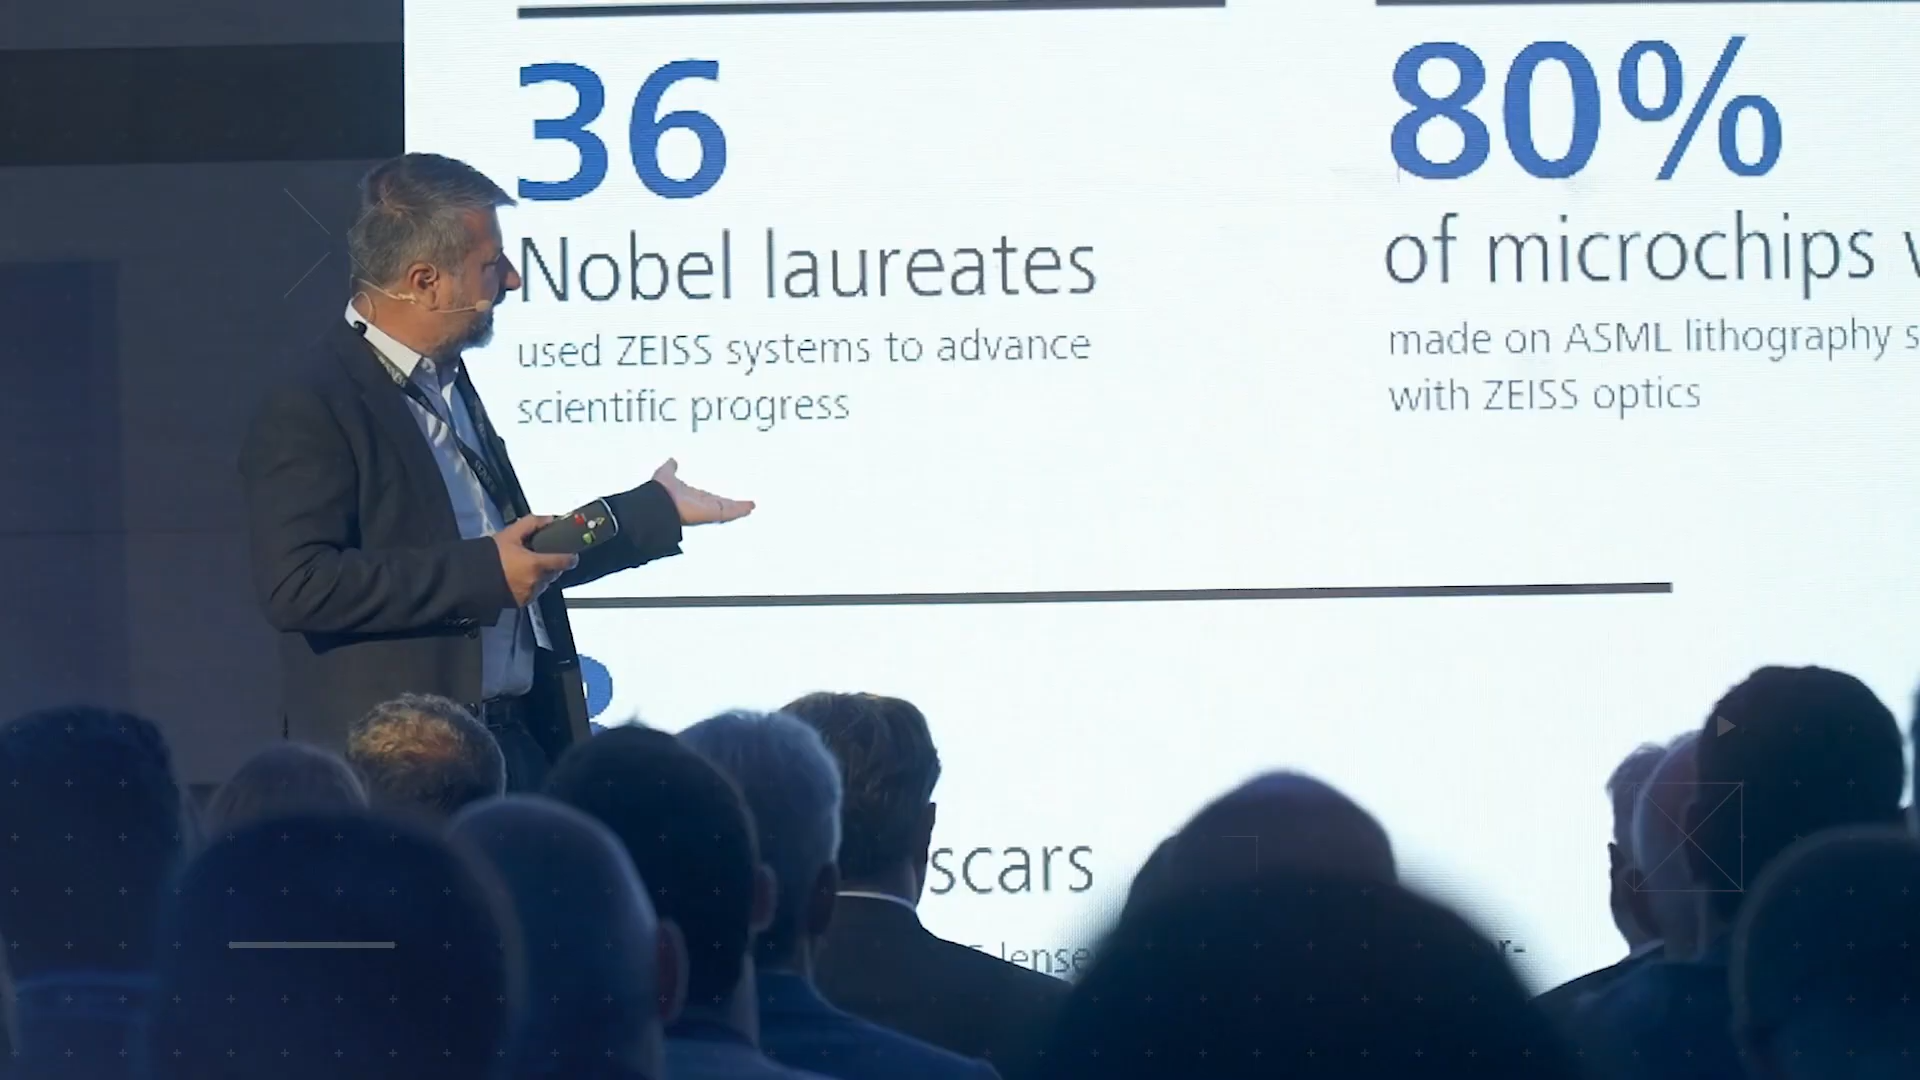 36
Nobel laureates
used ZEISS systems to advance
scientific progress
80%
of microchips
made on ASML lithography
with ZEISS optics
scars
lense